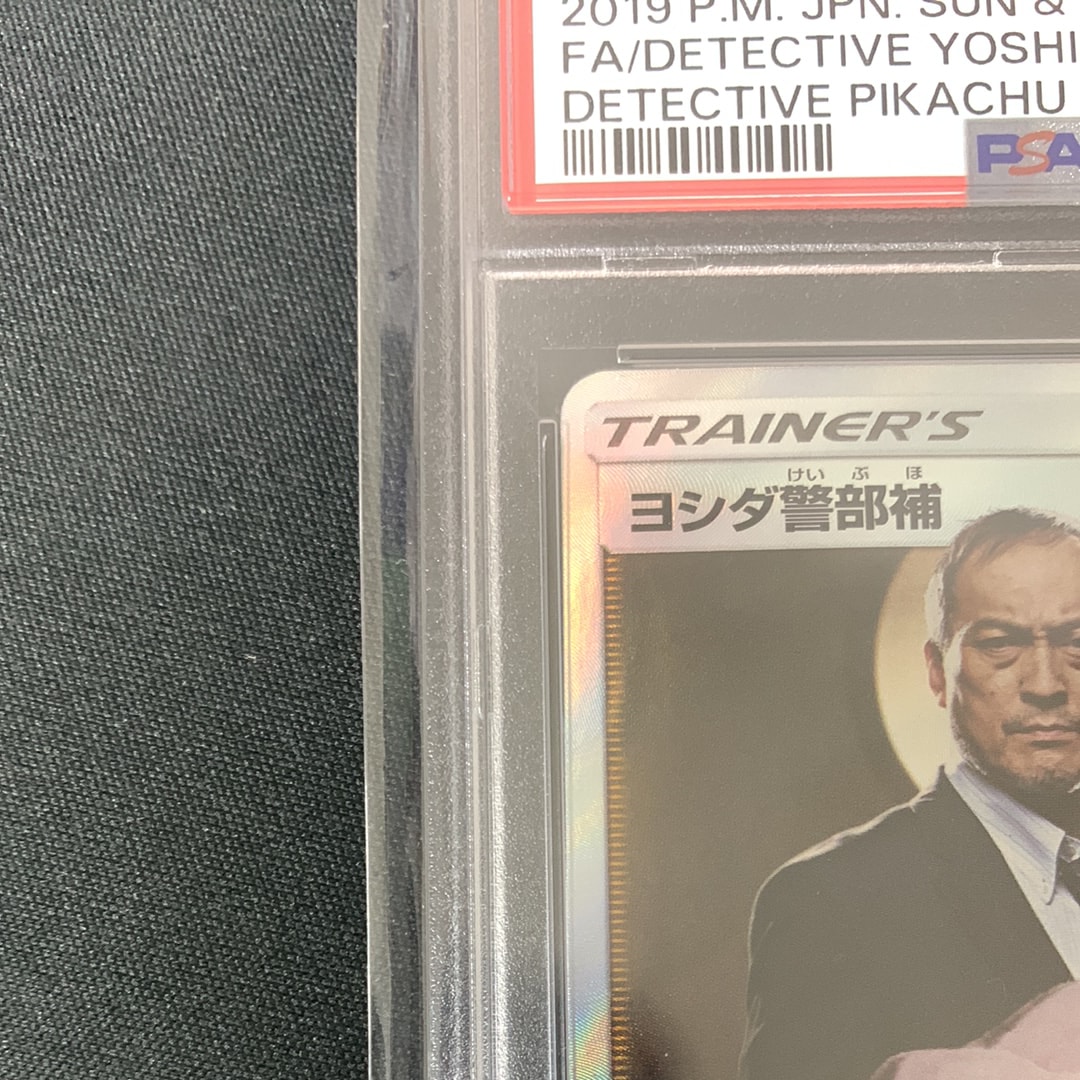 2019 P.M. JPN. SUN &
FA/DETECTIVE YOSHI
DETECTIVE PIKACHU
PSA
TRAINER'S
けいぶほ
ヨシダ警部補